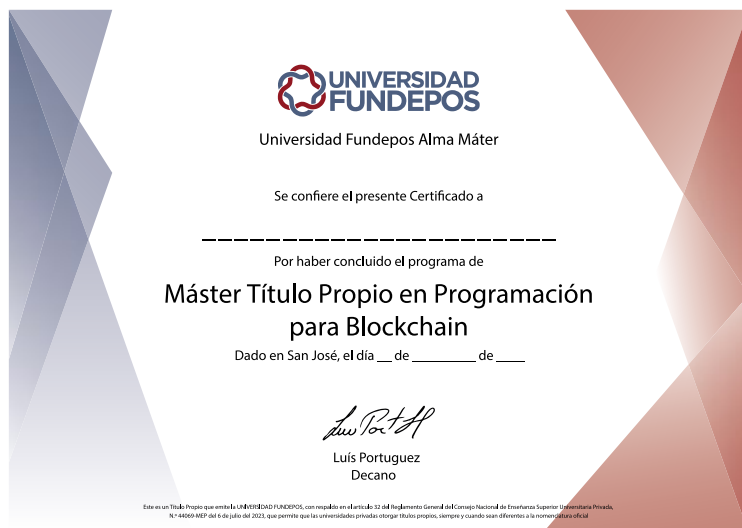 UNIVERSIDAD
FUNDEPOS
Universidad Fundepos Alma Máter
Se confiere el presente Certificado a
Por haber concluido el programa de
Máster Título Propio en Programación
para Blockchain
Dado en San José, el día __ de ________ de ____
Luís Portuguez
Decano
Este es un Título Propio que emite la UNIVERSIDAD FUNDEPOS, con respaldo en el artículo 32 del Reglamento General del Consejo Nacional de Enseñanza Superior Universitaria Privada,
N.º 44069-MEP del 6 de julio del 2023, que permite que las universidades privadas otorgar títulos propios, siempre y cuando sean diferentes a la nomenclatura oficial